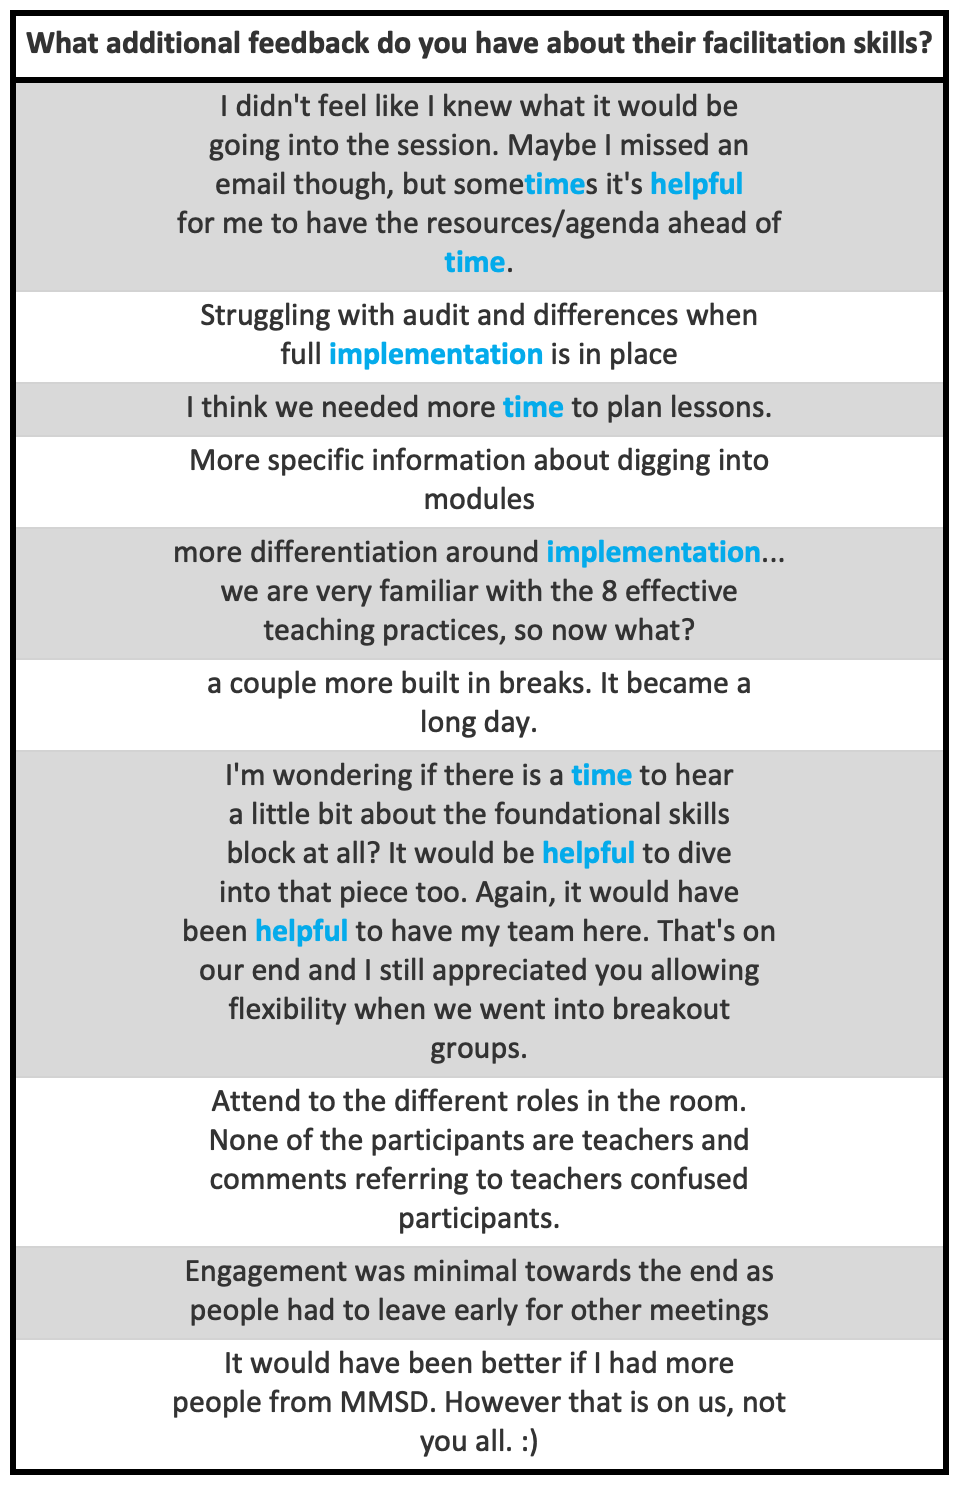 What additional feedback do you have about their facilitation skills?
I didn't feel like I knew what it would be
going into the session. Maybe I missed an
email though, but sometimes it's helpful
for me to have the resources/agenda ahead of
time.
Struggling with audit and differences when
full implementation is in place
I think we needed more time to plan lessons.
More specific information about digging into
modules
more differentiation around implementation...
we are very familiar with the 8 effective
teaching practices, so now what?
a couple more built in breaks. It became a
long day.
I'm wondering if there is a time to hear
a little bit about the foundational skills
block at all? It would be helpful to dive
into that piece too. Again, it would have
been helpful to have my team here. That's on
our end and I still appreciated you allowing
flexibility when we went into breakout
groups.
Attend to the different roles in the room.
None of the participants are teachers and
comments referring to teachers confused
participants.
Engagement was minimal towards the end as
people had to leave early for other meetings
It would have been better if I had more
people from MMSD. However that is on us, not
you all. :)